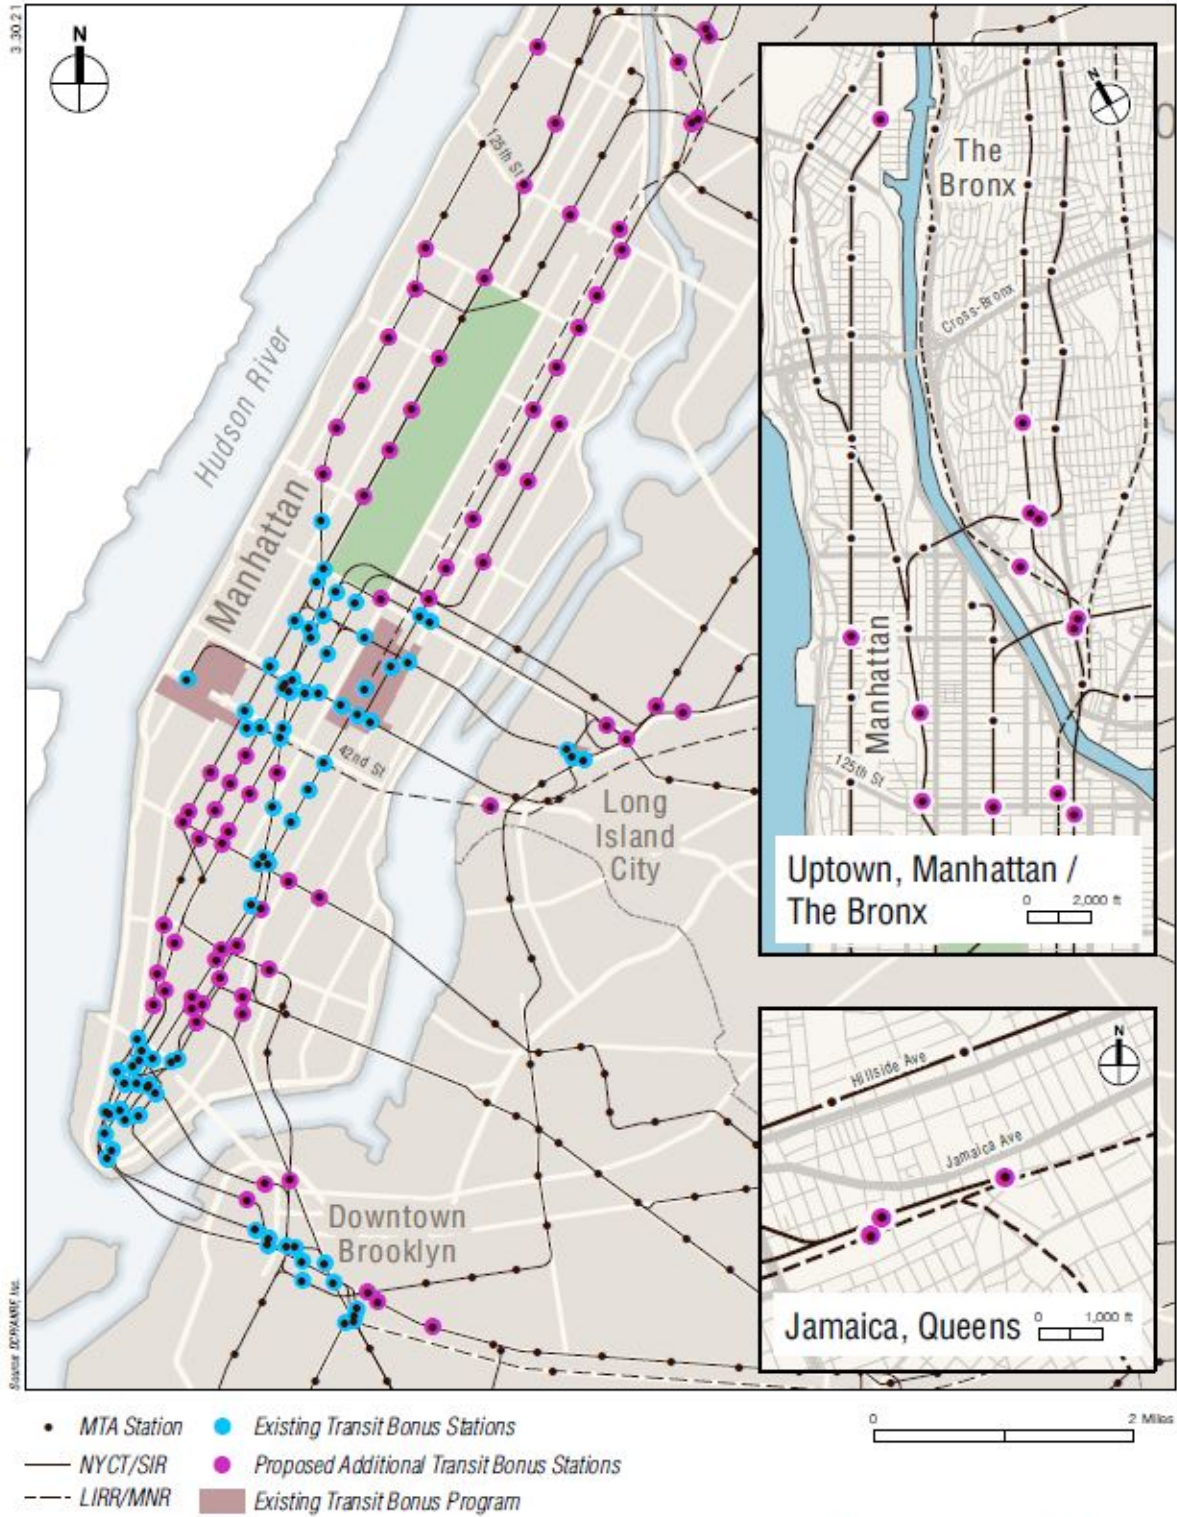 3.30.21
N
125th St
Hudson River
Manhattan
42nd St
Long
Island
City
Downtown
Brooklyn
N
The
Bronx
Cross-Bronx
Manhattan
125th St
Uptown, Manhattan /
The Bronx
0 2,000 ft
N
Hillside Ave
Jamaica Ave
Jamaica, Queens
0 1,000 ft
MTA Station
Existing Transit Bonus Stations
NYCT/SIR
Proposed Additional Transit Bonus Stations
LIRR/MNR
Existing Transit Bonus Program
0 2 Miles